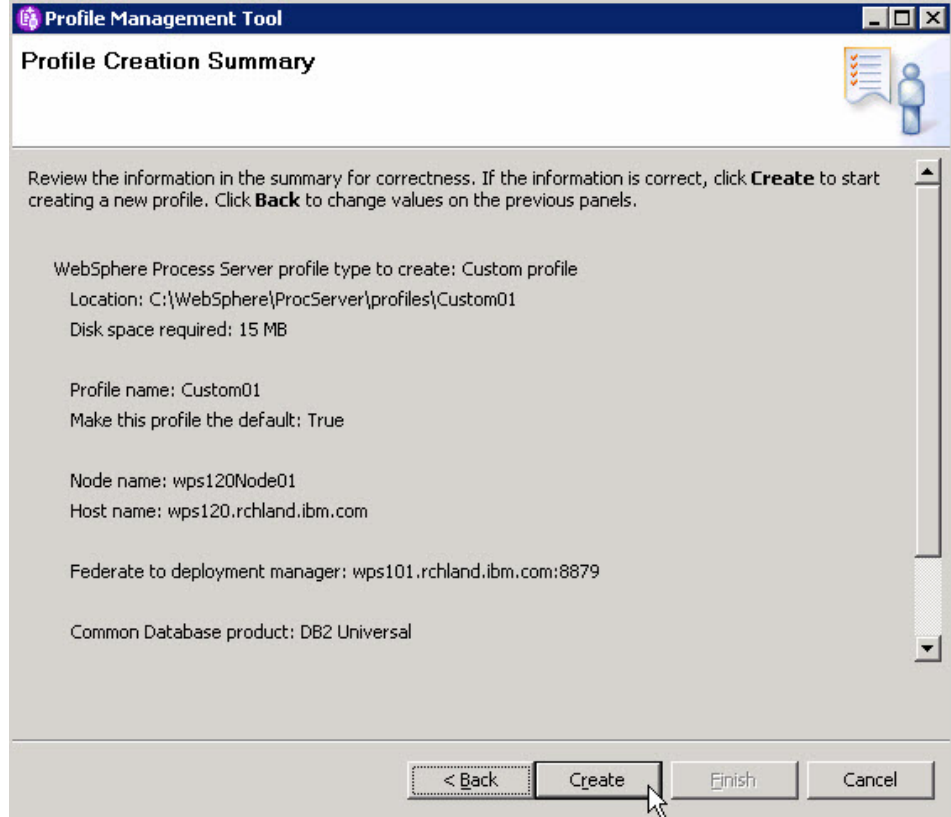 Profile Management Tool
Profile Creation Summary
Review the information in the summary for correctness. If the information is correct, click Create to start
creating a new profile. Click Back to change values on the previous panels.
WebSphere Process Server profile type to create: Custom profile
Location: C:\WebSphere\ProcServer\profiles\Custom01
Disk space required: 15 MB
Profile name: Custom01
Make this profile the default: True
Node name: wps120Node01
Host name: wps120.rchland.ibm.com
Federate to deployment manager: wps101.rchland.ibm.com:8879
Common Database product: DB2 Universal
< Back Create Finish Cancel